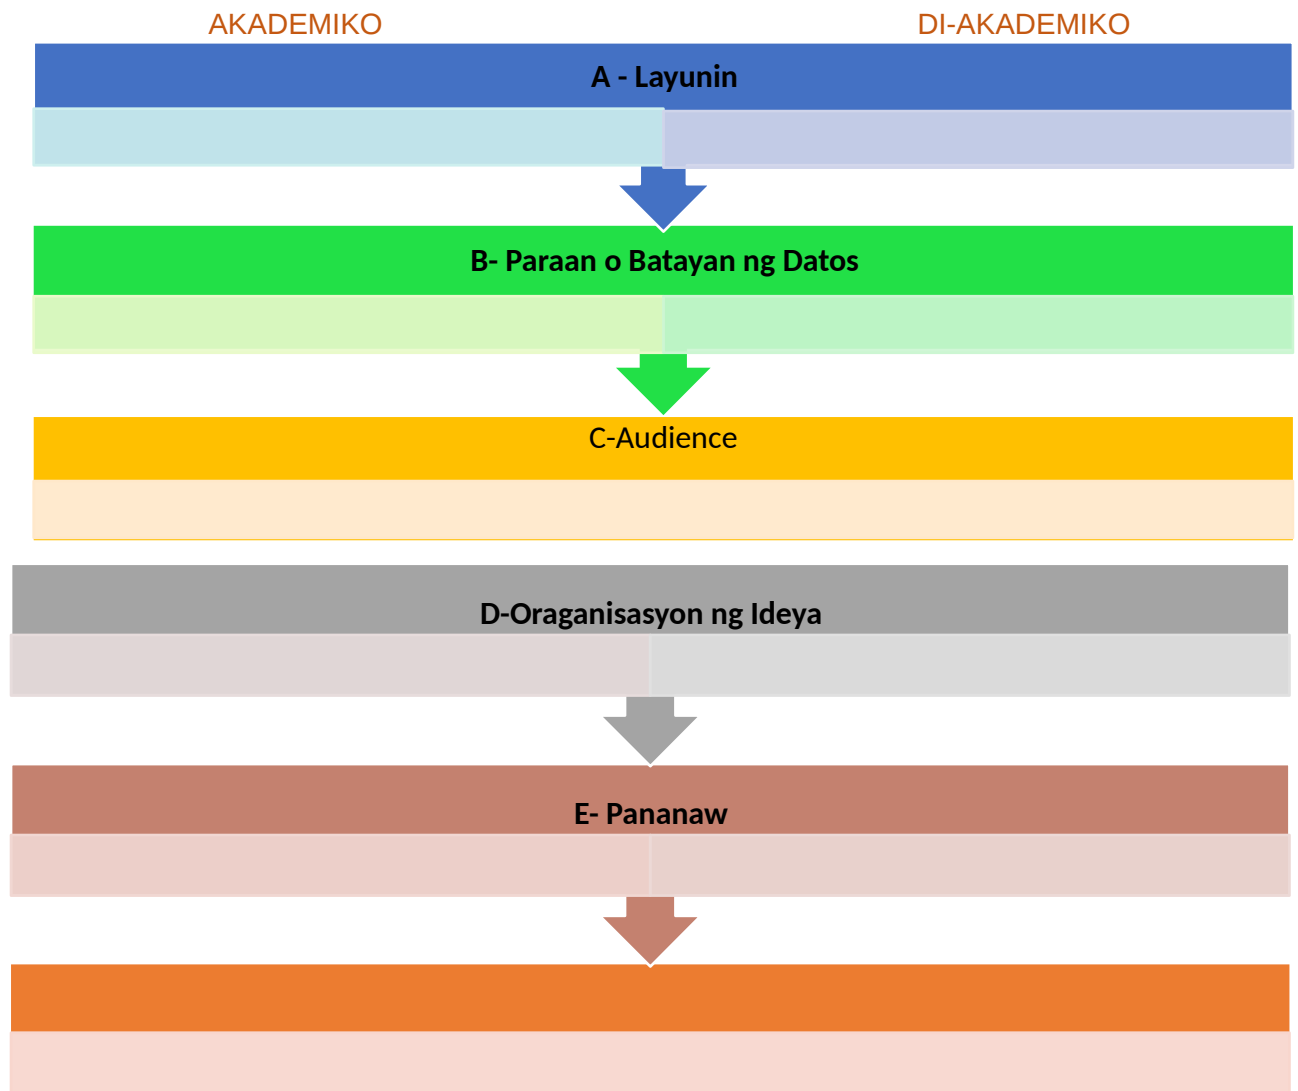 AKADEMIKO DI-AKADEMIKO
A - Layunin
B- Paraan o Batayan ng Datos
C-Audience
D-Oraganisasyon ng Ideya
E- Pananaw